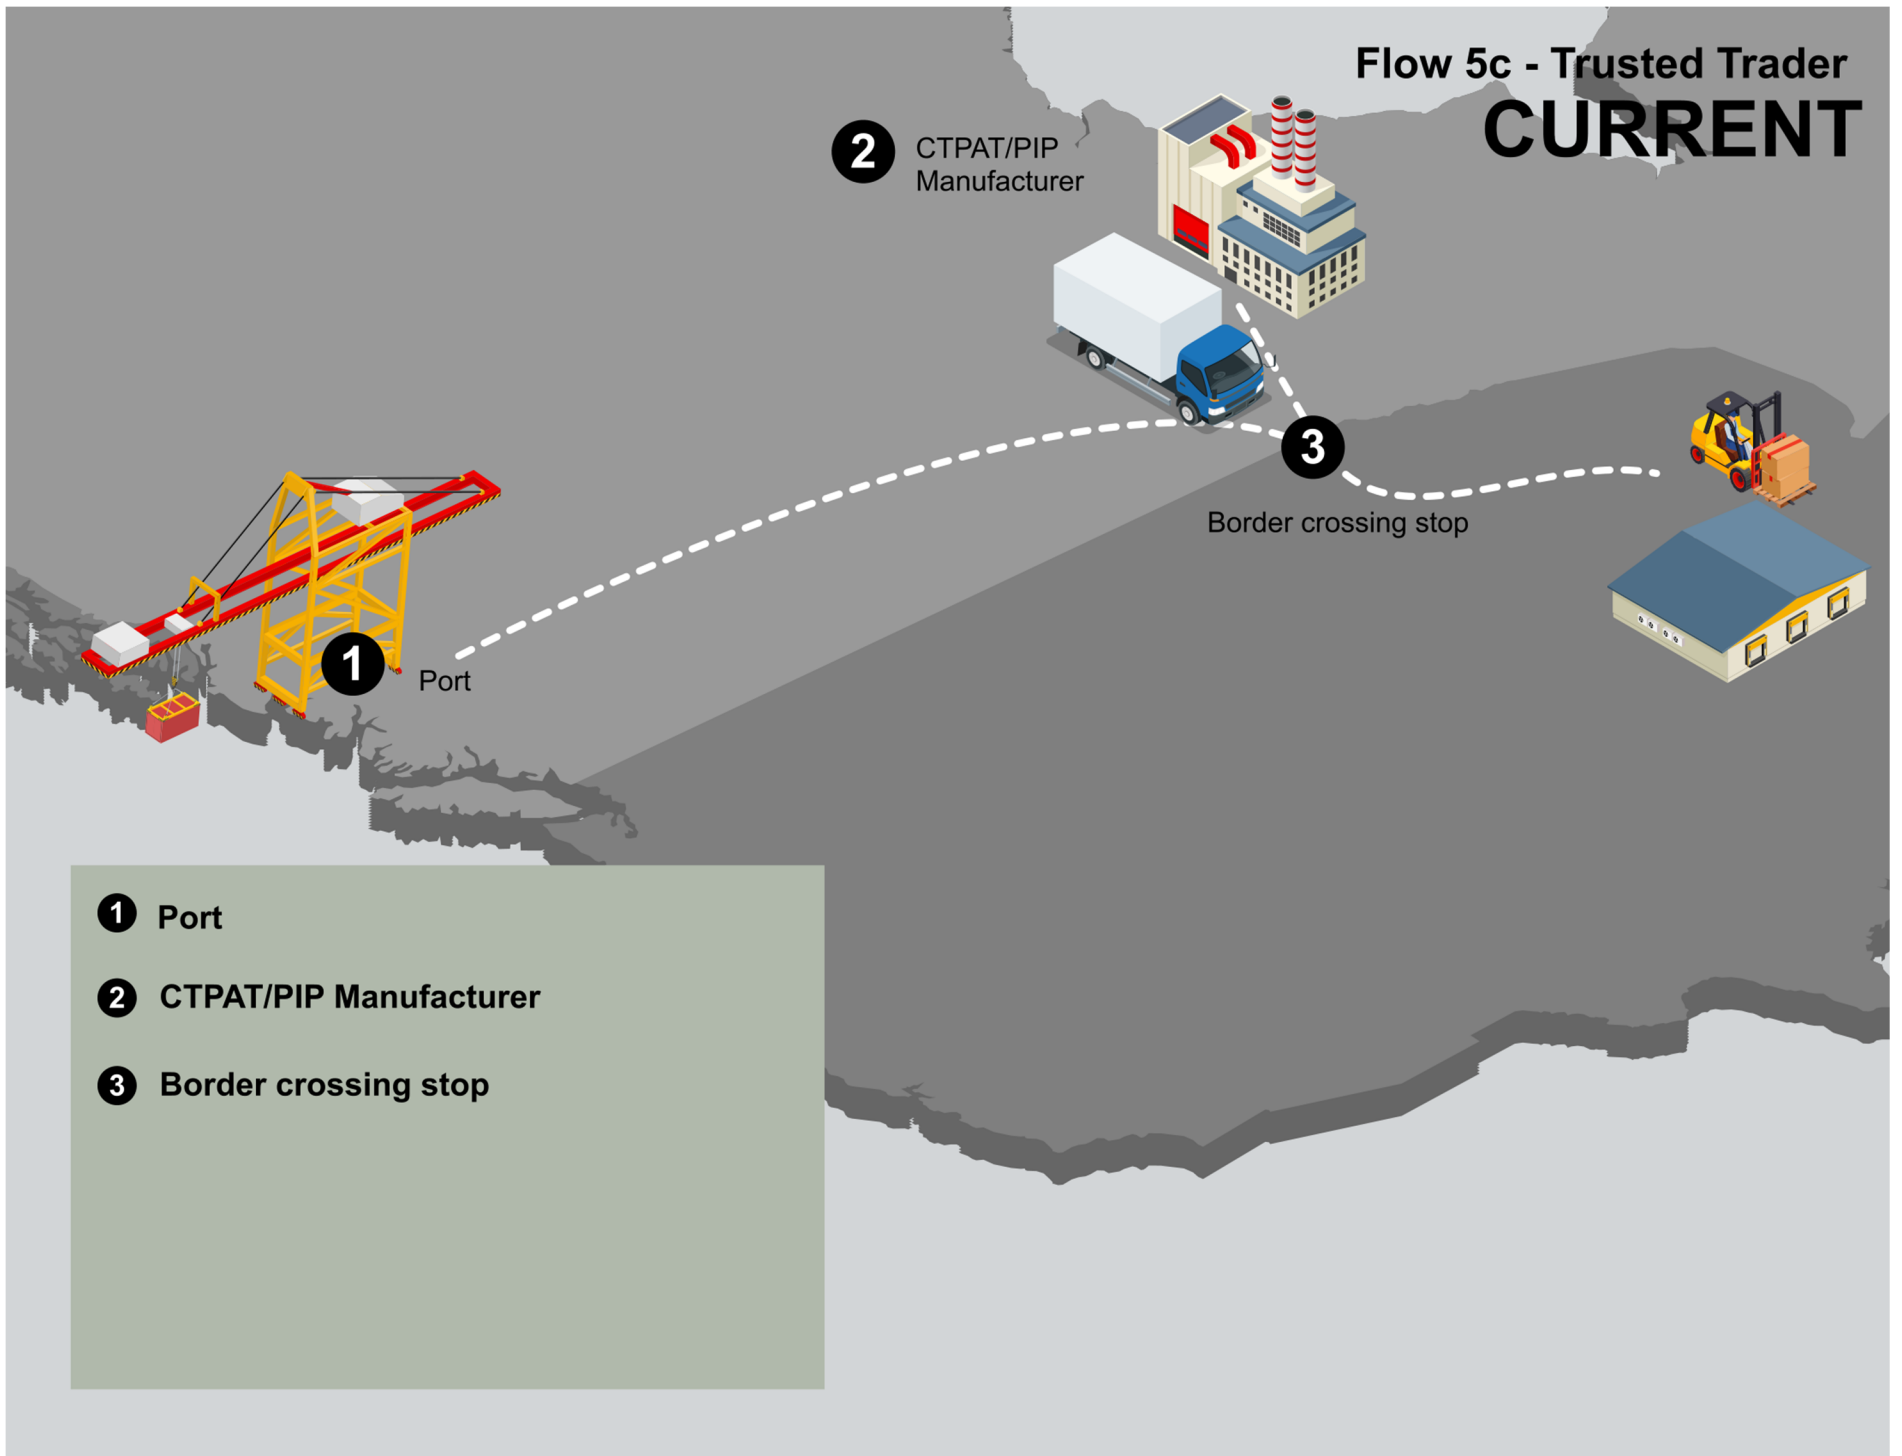 Flow 5c - Trusted Trader
CURRENT
2
CTPAT/PIP
Manufacturer
3
Border crossing stop
1
Port
1 Port
2 CTPAT/PIP Manufacturer
3 Border crossing stop